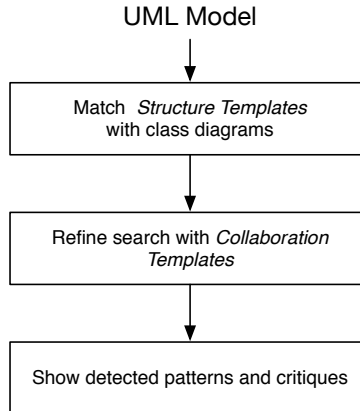 UML Model
Match Structure Templates
with class diagrams
Refine search with Collaboration
Templates
Show detected patterns and critiques